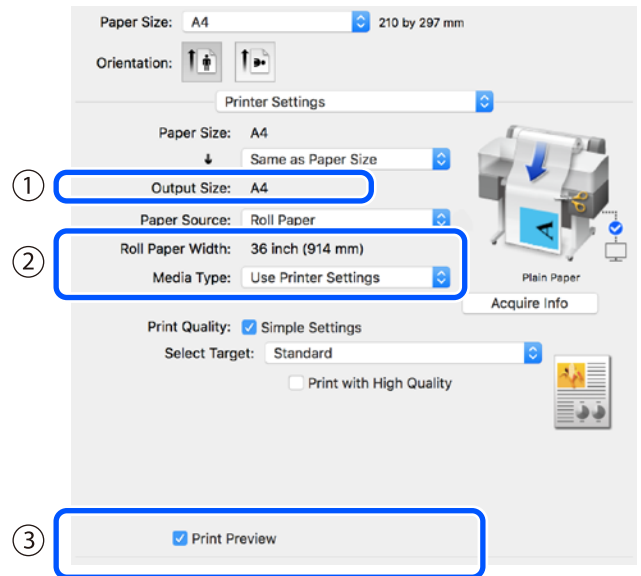 Paper Size: A4 210 by 297 mm
Orientation:
Printer Settings
Paper Size: A4
Same as Paper Size
① Output Size: A4
Paper Source: Roll Paper
② Roll Paper Width: 36 inch (914 mm)
Media Type: Use Printer Settings
Plain Paper
Acquire Info
Print Quality: Simple Settings
Select Target: Standard
Print with High Quality
③ Print Preview